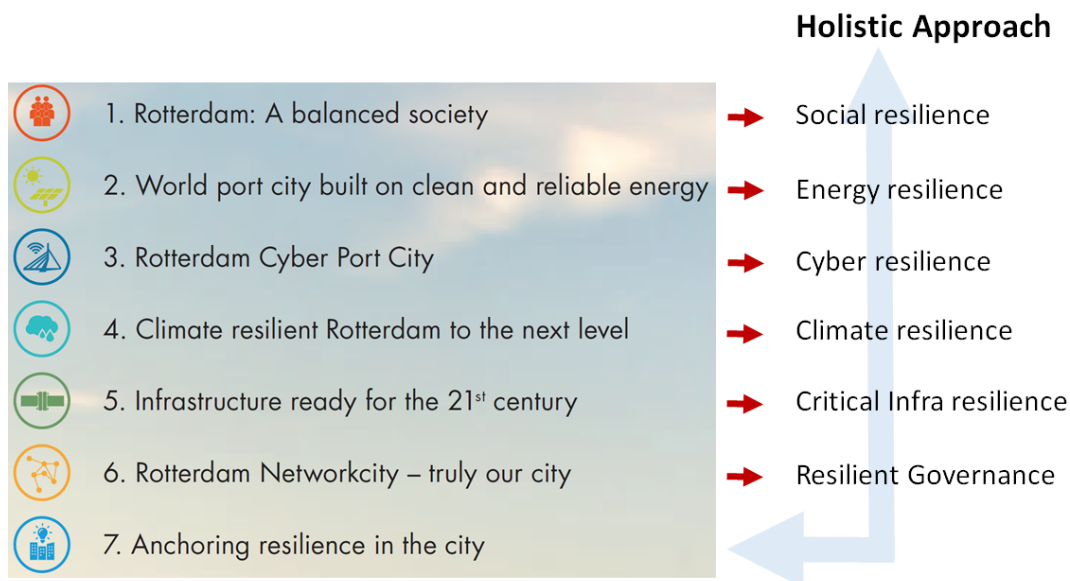 Holistic Approach
1. Rotterdam: A balanced society
Social resilience
2. World port city built on clean and reliable energy
Energy resilience
3. Rotterdam Cyber Port City
Cyber resilience
4. Climate resilient Rotterdam to the next level
Climate resilience
5. Infrastructure ready for the 21st century
Critical Infra resilience
6. Rotterdam Networkcity – truly our city
Resilient Governance
7. Anchoring resilience in the city